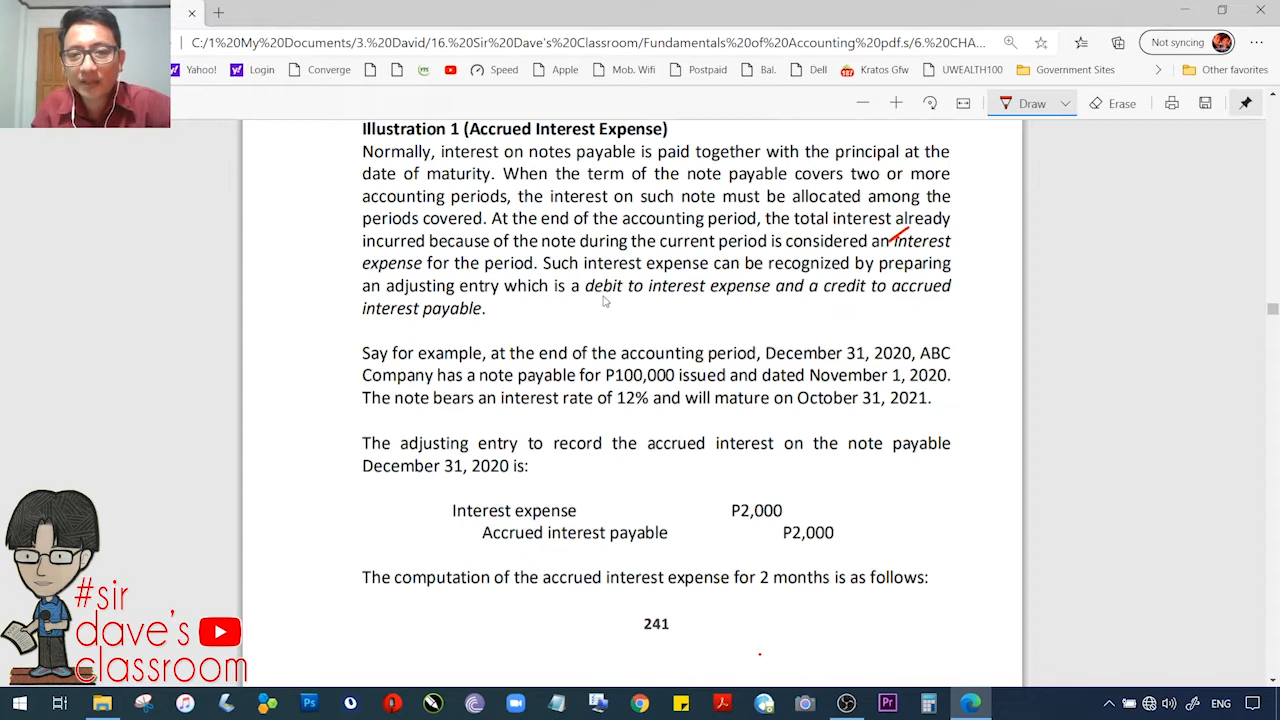 C:/1%20My%20Documents/3.%20David/16.%20Sir%20Dave's%20Classroom/Fundamentals%20of%20Accounting%20pdf.s/6.%20CHA...
Not syncing
Yahoo!
Login
Converge
Speed
Apple
Mob. Wifi
Postpaid
Bal
Dell
Kratos Gfw
UWEALTH100
Government Sites
Other favorites
Draw
Erase
Illustration 1 (Accrued Interest Expense)
Normally, interest on notes payable is paid together with the principal at the
date of maturity. When the term of the note payable covers two or more
accounting periods, the interest on such note must be allocated among the
periods covered. At the end of the accounting period, the total interest already
incurred because of the note during the current period is considered an interest
expense for the period. Such interest expense can be recognized by preparing
an adjusting entry which is a debit to interest expense and a credit to accrued
interest payable.
Say for example, at the end of the accounting period, December 31, 2020, ABC
Company has a note payable for P100,000 issued and dated November 1, 2020.
The note bears an interest rate of 12% and will mature on October 31, 2021.
The adjusting entry to record the accrued interest on the note payable
December 31, 2020 is:
Interest expense P2,000
Accrued interest payable P2,000
The computation of the accrued interest expense for 2 months is as follows:
241
#sir
dave's
classroom
ENG